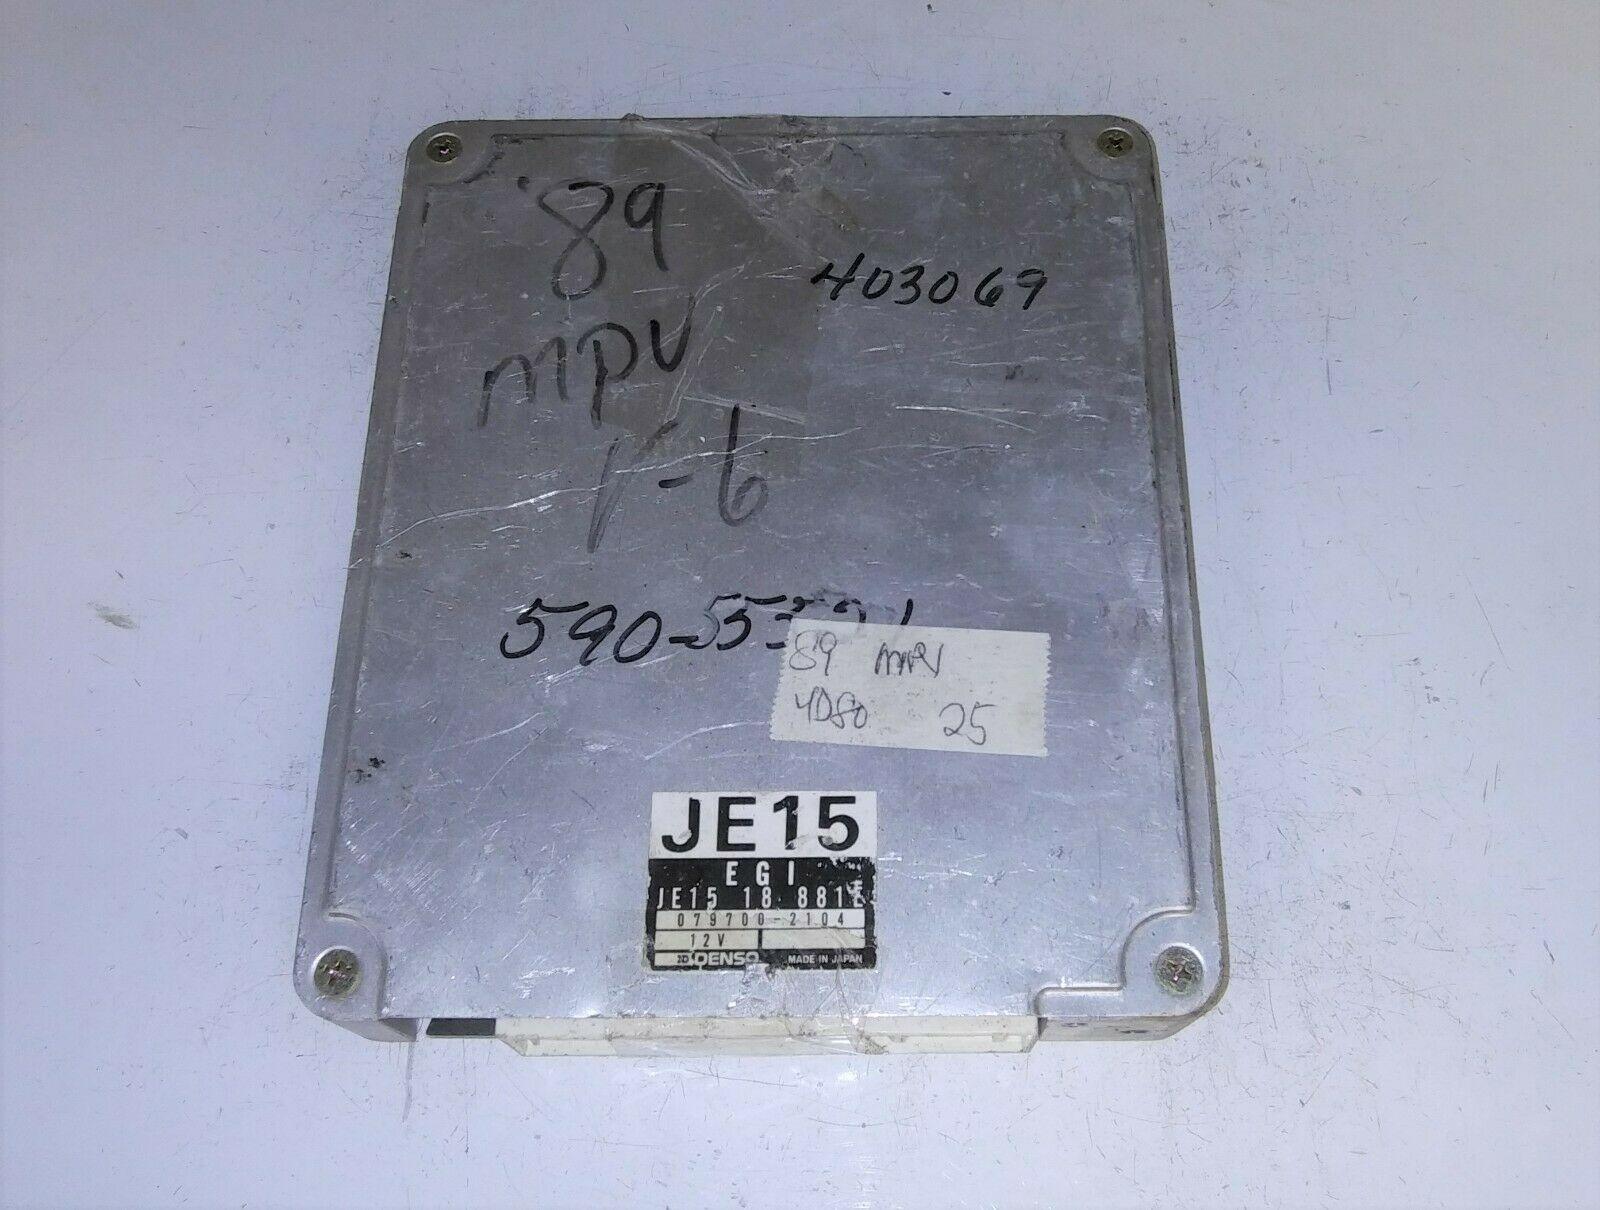 '89
403069
MPV
V-6
590-55
89 MPV
4D80 25
JE15
EGI
JE15 18 881E
079700-2104
12V
DENSO MADE IN JAPAN